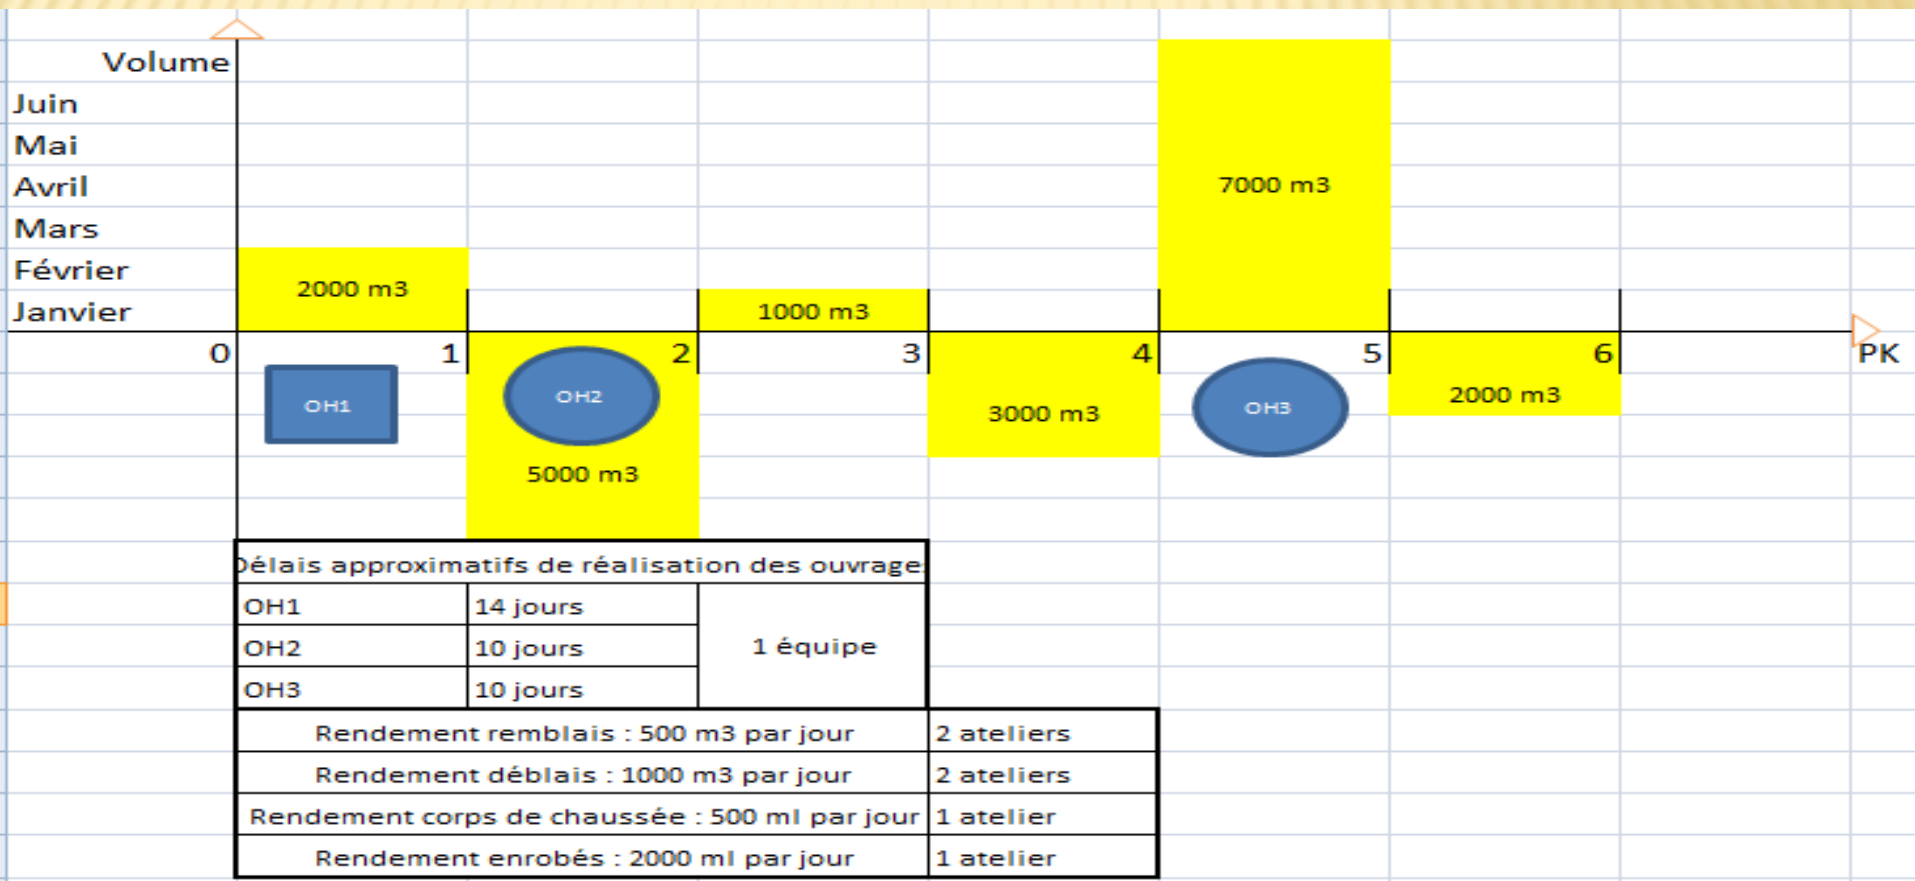 Volume
Juin
Mai
Avril
7000 m3
Mars
Février
2000 m3
Janvier
1000 m3
0 1 2 3 4 5 6 PK
OH1
OH2
3000 m3
OH3
2000 m3
5000 m3
Délais approximatifs de réalisation des ouvrage
OH1 14 jours
OH2 10 jours 1 équipe
OH3 10 jours
Rendement remblais : 500 m3 par jour 2 ateliers
Rendement déblais : 1000 m3 par jour 2 ateliers
Rendement corps de chaussée : 500 ml par jour 1 atelier
Rendement enrobés : 2000 ml par jour 1 atelier